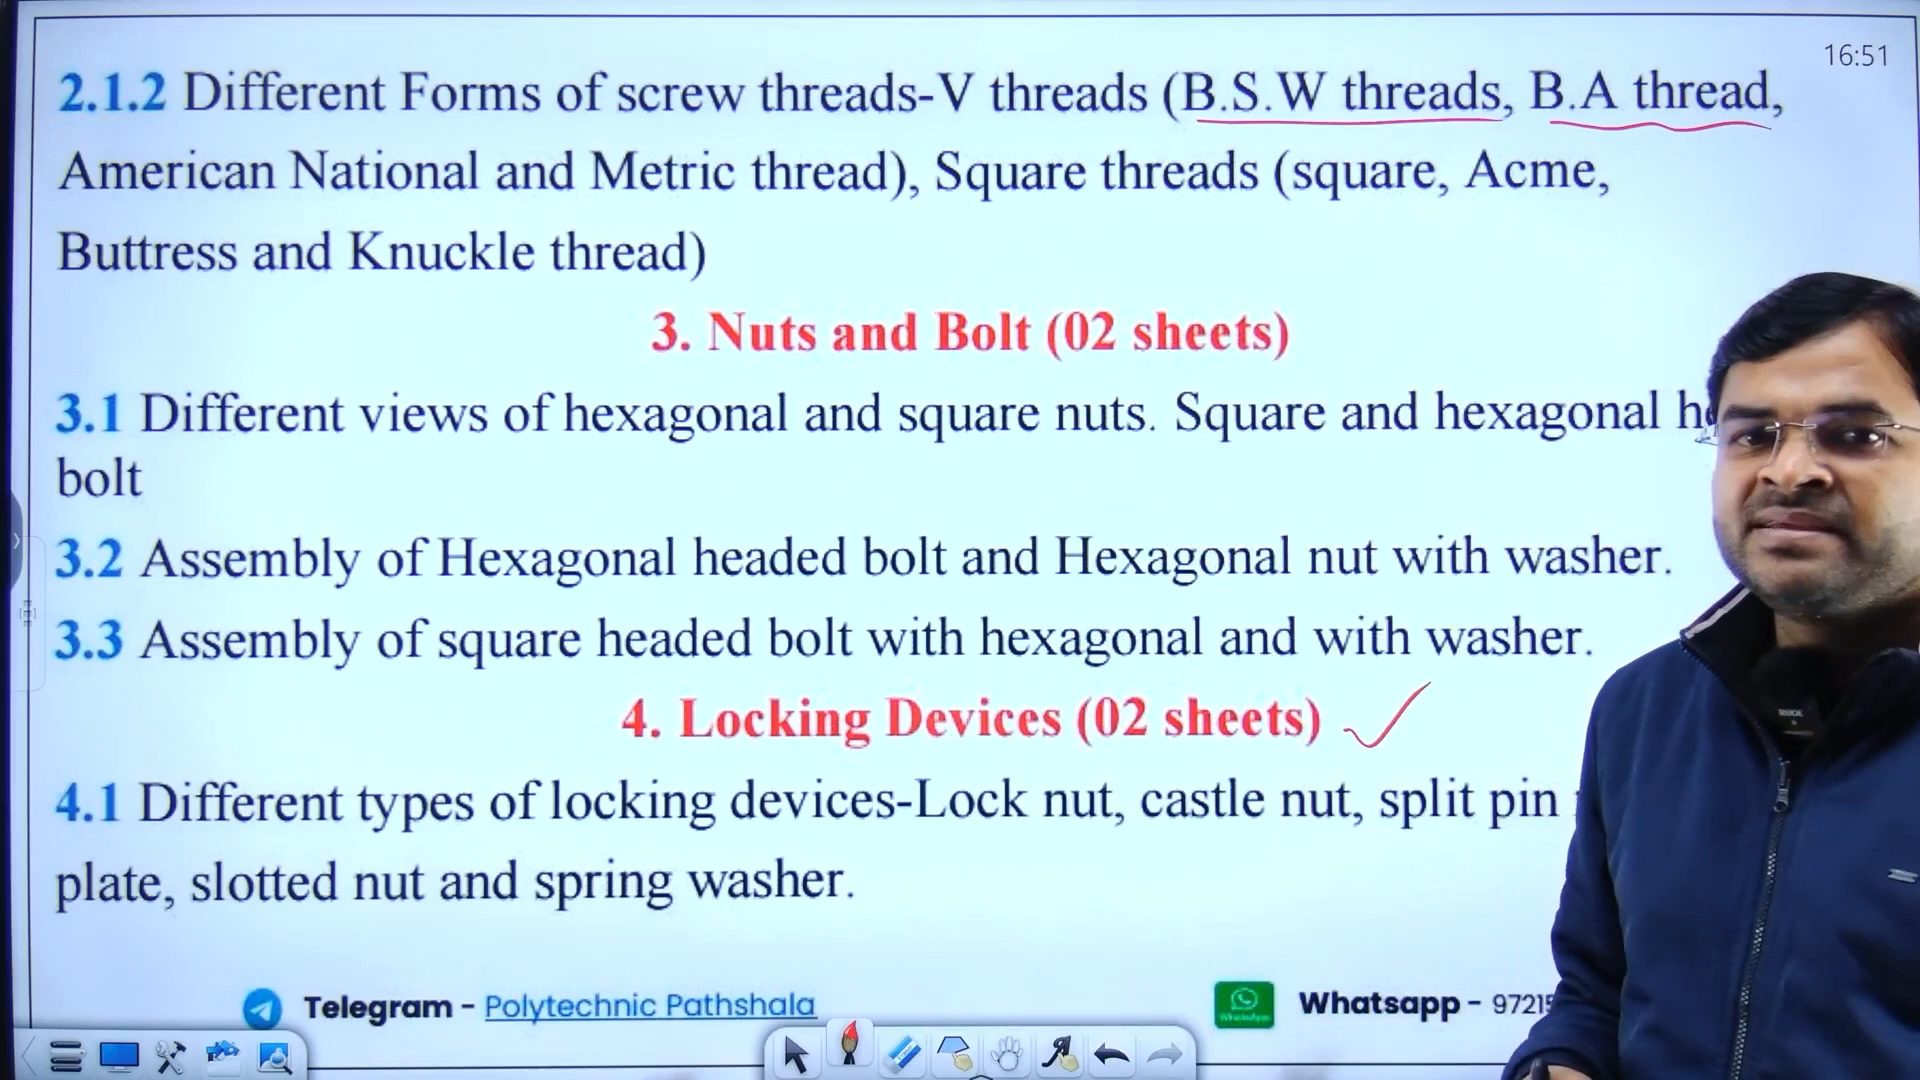 16:51
2.1.2 Different Forms of screw threads-V threads (B.S.W threads, B.A thread,
American National and Metric thread), Square threads (square, Acme,
Buttress and Knuckle thread)
3. Nuts and Bolt (02 sheets)
3.1 Different views of hexagonal and square nuts. Square and hexagonal
bolt
3.2 Assembly of Hexagonal headed bolt and Hexagonal nut with washer.
3.3 Assembly of square headed bolt with hexagonal and with washer.
4. Locking Devices (02 sheets)
4.1 Different types of locking devices-Lock nut, castle nut, split pin
plate, slotted nut and spring washer.
Telegram - Polytechnic Pathshala
Whatsapp - 9721